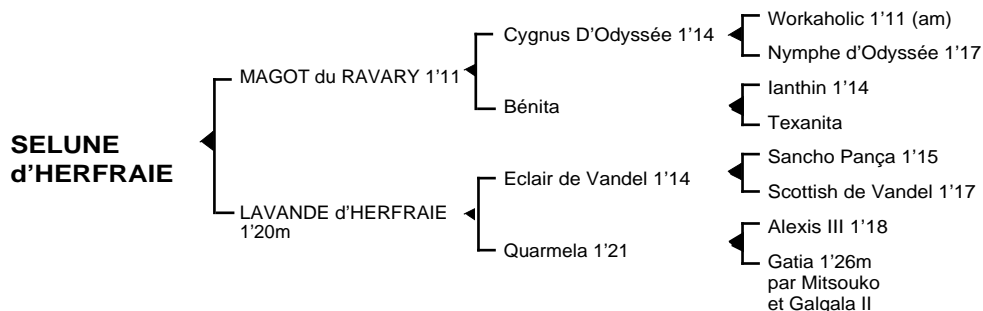 SELUNE
d’HERFRAIE
MAGOT du RAVARY 1’11
LAVANDE d’HERFRAIE
1’20m
Cygnus D’Odyssée 1’14
Bénita
Eclair de Vandel 1’14
Quarmela 1’21
Workaholic 1’11 (am)
Nymphe d’Odyssée 1’17
Ianthin 1’14
Texanita
Sancho Pança 1’15
Scottish de Vandel 1’17
Alexis III 1’18
Gatia 1’26m
par Mitsouko
et Galgala II